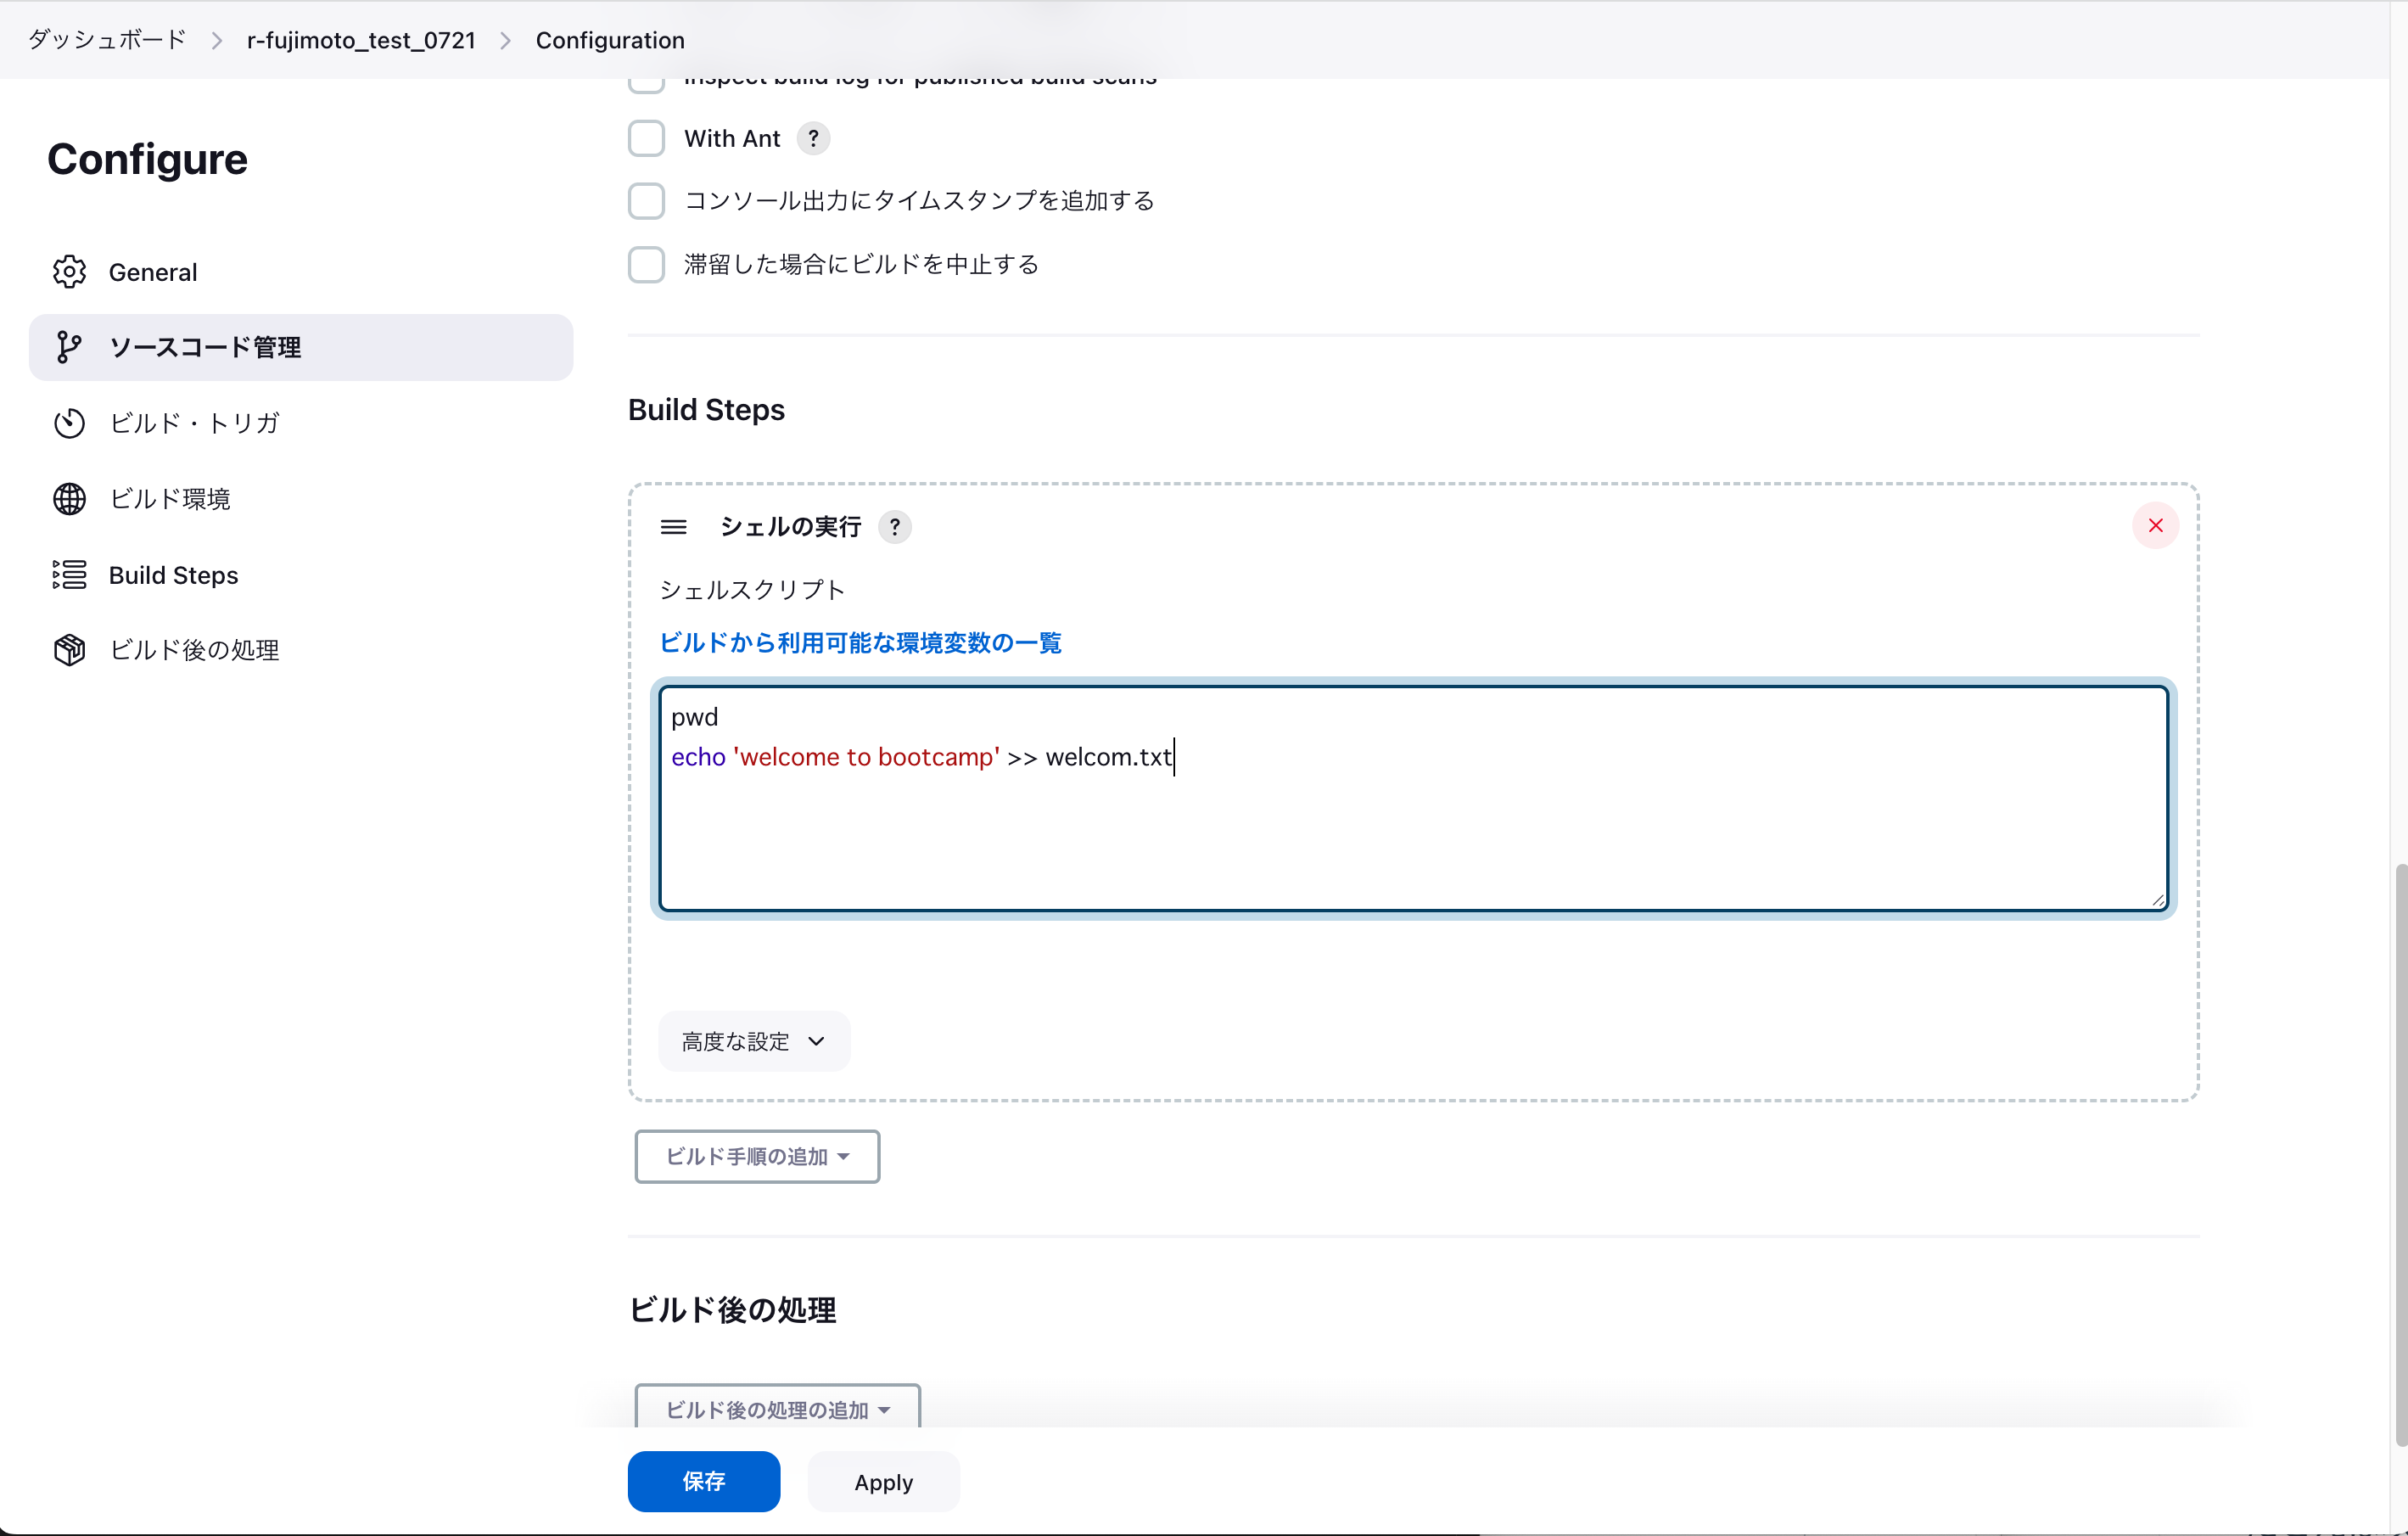 ダッシュボード > r-fujimoto_test_0721 > Configuration
Configure
General
ソースコード管理
ビルド・トリガ
ビルド環境
Build Steps
ビルド後の処理
Inspect build log for published build scans
With Ant ?
コンソール出力にタイムスタンプを追加する
滞留した場合にビルドを中止する
Build Steps
シェルの実行 ?
シェルスクリプト
ビルドから利用可能な環境変数の一覧
pwd
echo 'welcome to bootcamp' >> welcom.txt
高度な設定
ビルド手順の追加
ビルド後の処理
ビルド後の処理の追加
保存
Apply